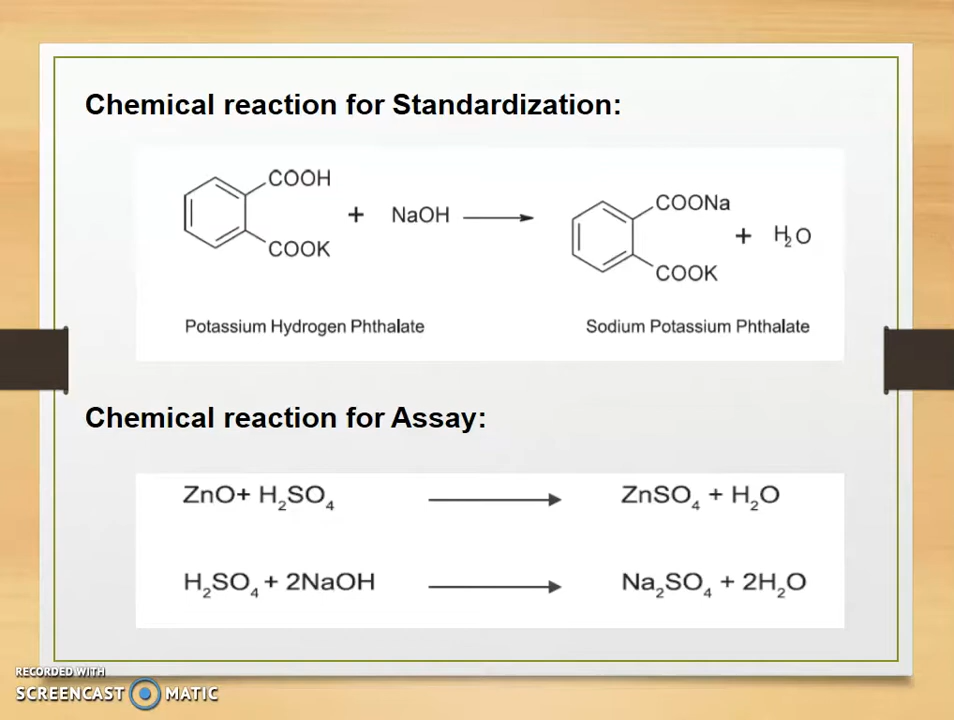 Chemical reaction for Standardization:
COOH
COOK
+ NaOH
COONa
COOK
+ H₂O
Potassium Hydrogen Phthalate
Sodium Potassium Phthalate
Chemical reaction for Assay:
ZnO+ H₂SO₄ ⟶ ZnSO₄ + H₂O
H₂SO₄ + 2NaOH ⟶ Na₂SO₄ + 2H₂O
RECORDED WITH
SCREENCAST MATIC